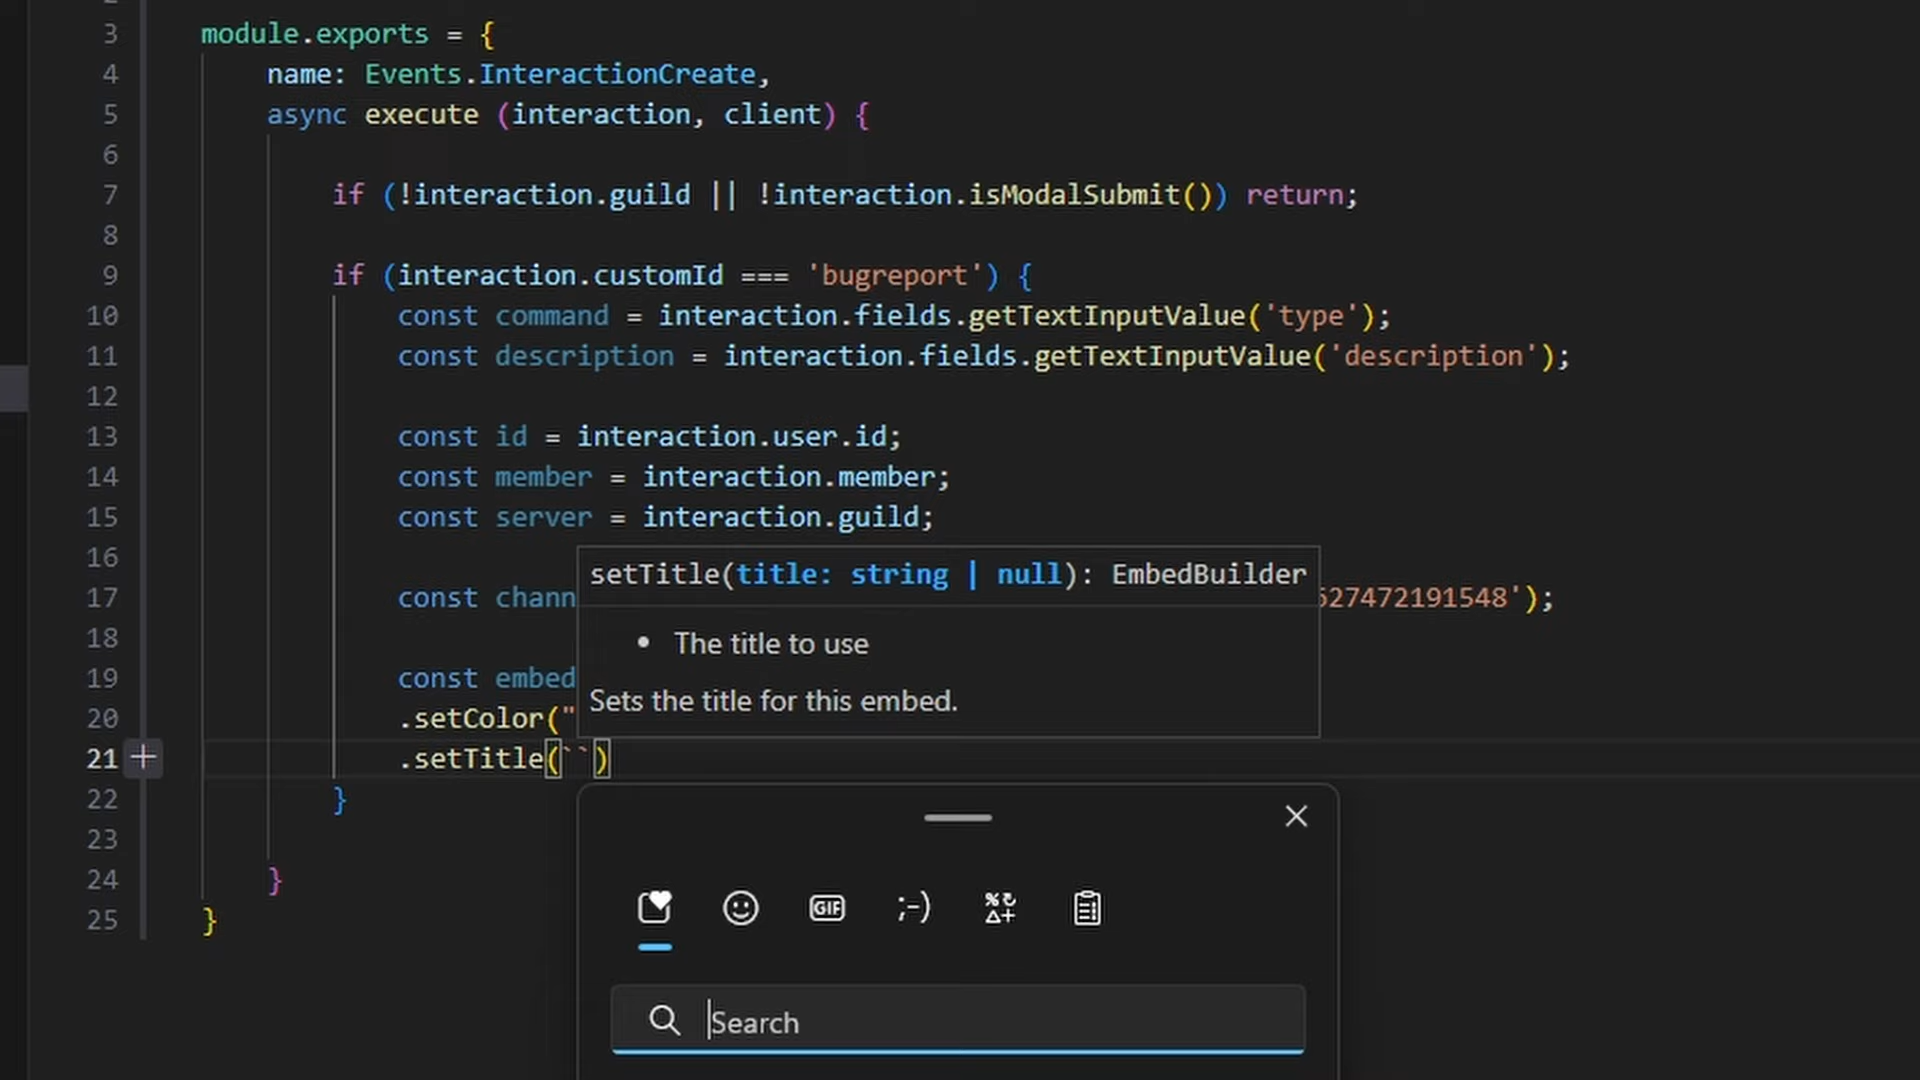 3 module.exports = {
4 name: Events.InteractionCreate,
5 async execute (interaction, client) {
6
7 if (!interaction.guild || !interaction.isModalSubmit()) return;
8
9 if (interaction.customId === 'bugreport') {
10 const command = interaction.fields.getTextInputValue('type');
11 const description = interaction.fields.getTextInputValue('description');
12
13 const id = interaction.user.id;
14 const member = interaction.member;
15 const server = interaction.guild;
16
setTitle(title: string | null): EmbedBuilder
17 const chann 627472191548');
18
• The title to use
19 const embed
Sets the title for this embed.
20 .setColor("
21 .setTitle(``)
22 }
23
24 }
25 }
GIF
;-)
Search